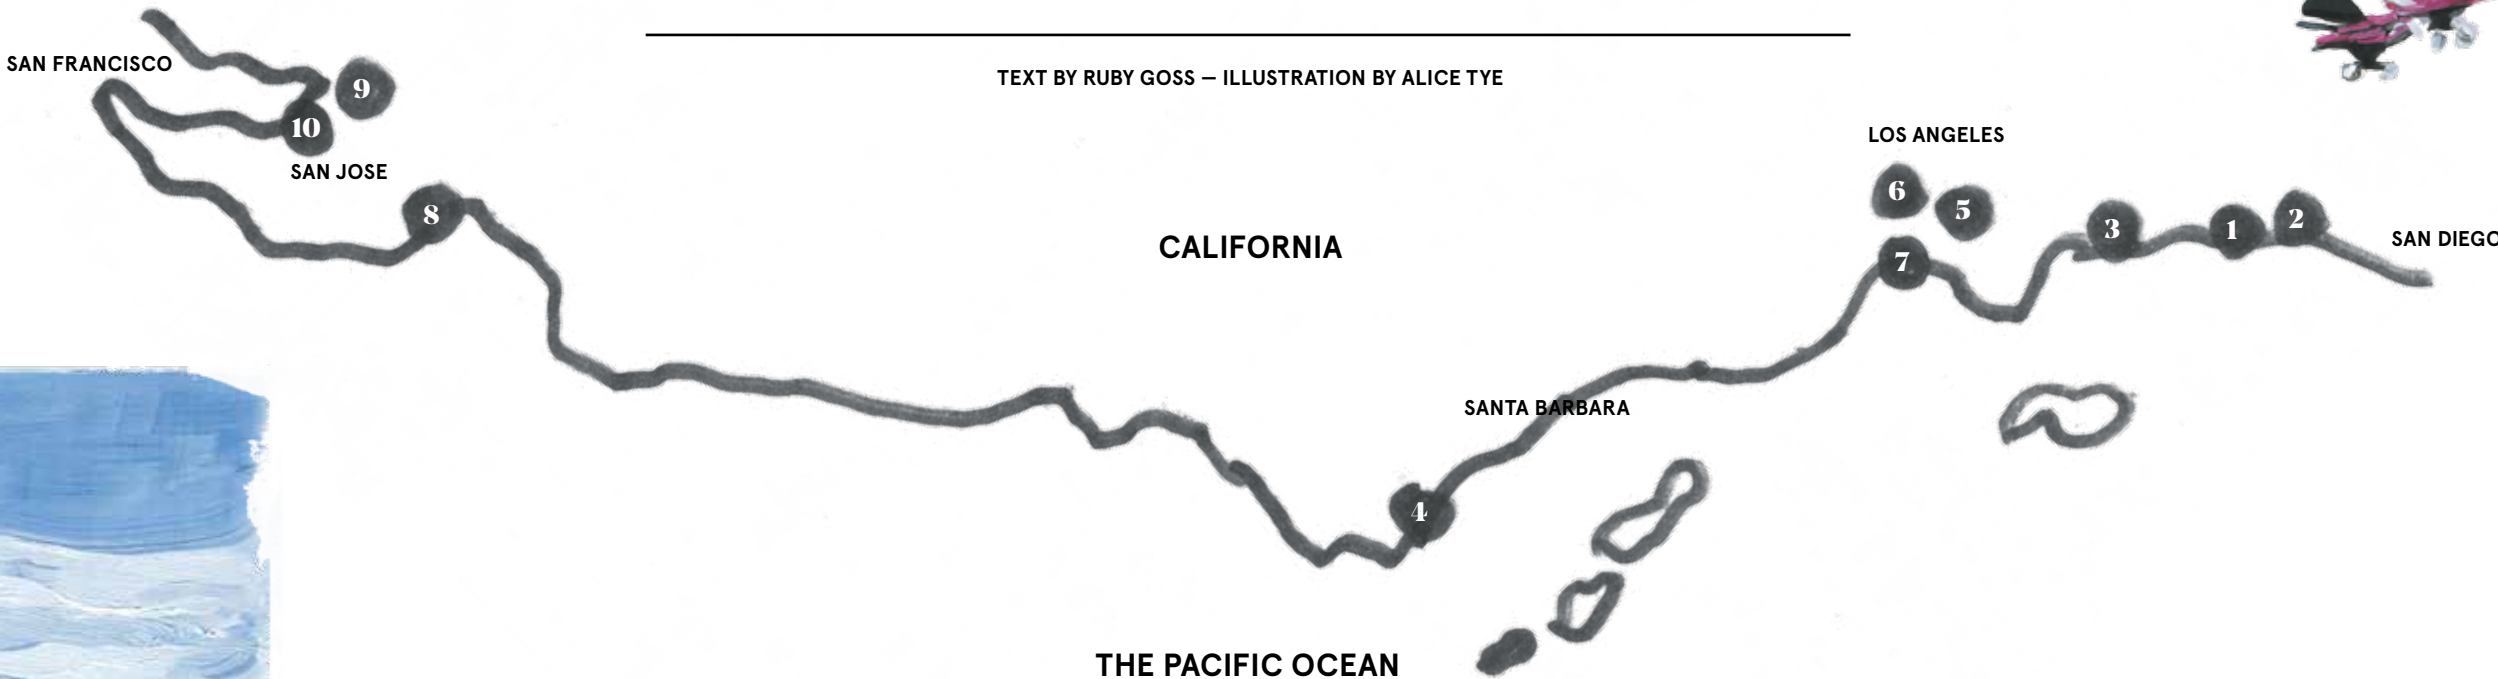 SAN FRANCISCO
TEXT BY RUBY GOSS — ILLUSTRATION BY ALICE TYE
9
10
SAN JOSE
LOS ANGELES
8
6
5
3
1
2
SAN DIEGO
CALIFORNIA
7
SANTA BARBARA
4
THE PACIFIC OCEAN